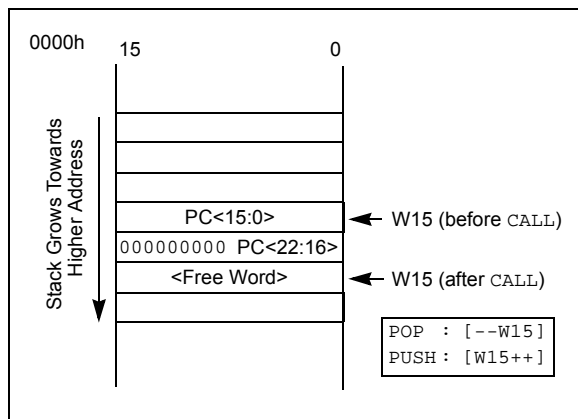 0000h
15 0
Stack Grows Towards
Higher Address
PC<15:0>
W15 (before CALL)
000000000 PC<22:16>
<Free Word>
W15 (after CALL)
POP : [--W15]
PUSH : [W15++]